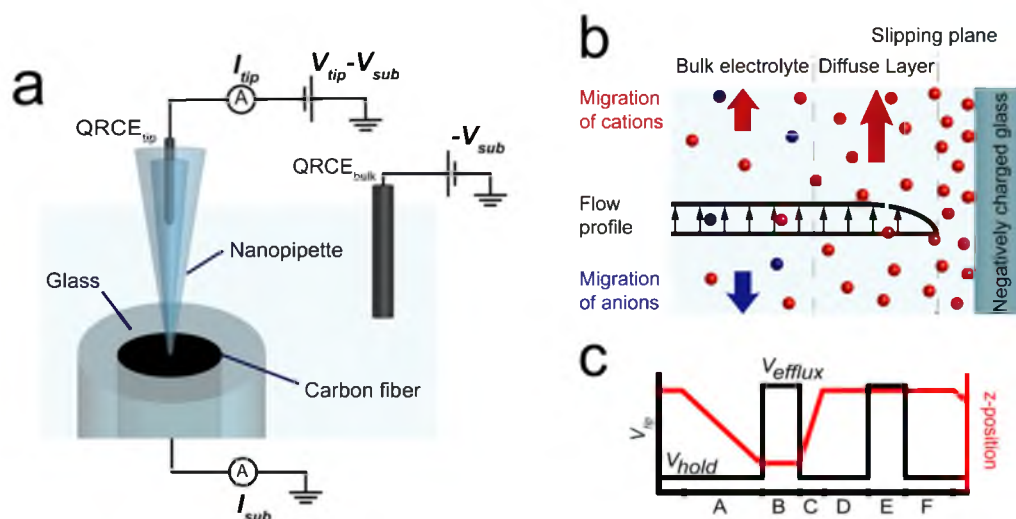 a
I_tip
A
V_tip-V_sub
QRCE_tip
QRCE_bulk
-V_sub
Nanopipette
Glass
Carbon fiber
A
I_sub
b
Slipping plane
Bulk electrolyte
Diffuse Layer
Migration
of cations
Flow
profile
Migration
of anions
Negatively charged glass
c
V_efflux
V_tip
V_hold
z-position
A B C D E F